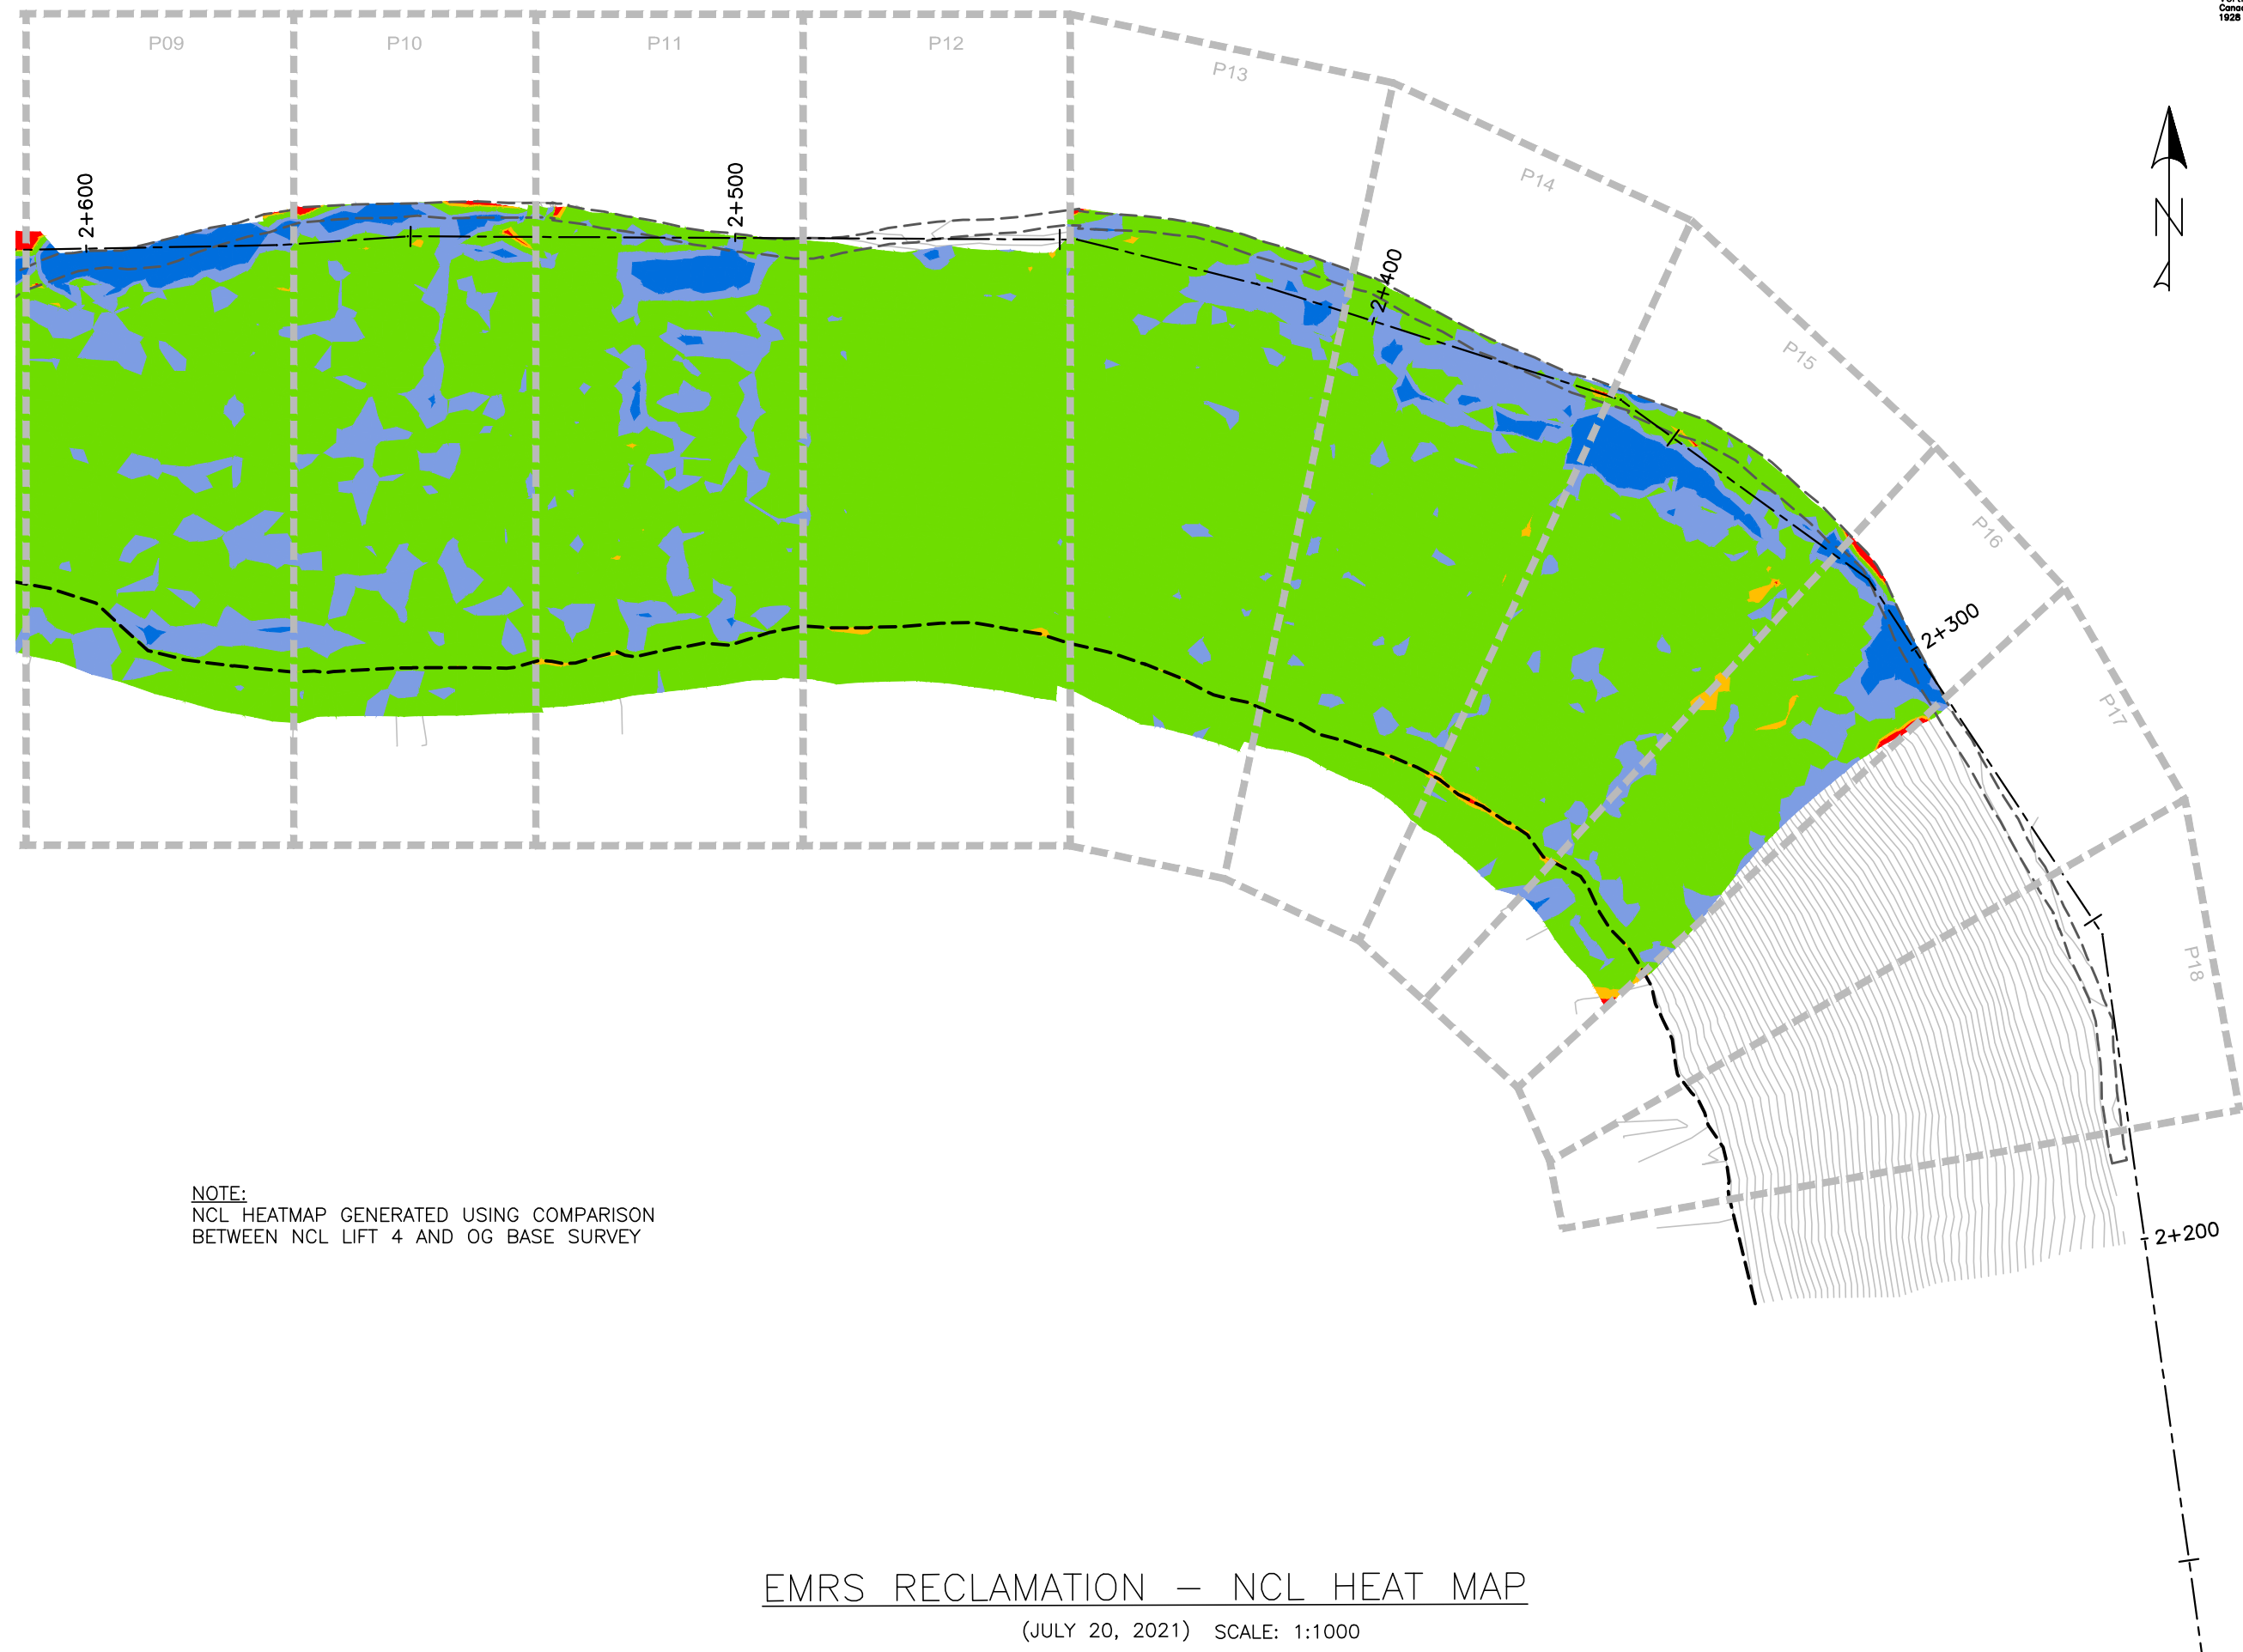 Canad
1928
P09
P10
P11
P12
P13
P14
P15
P16
P17
P18
2+600
2+500
2+400
2+300
2+200
N
NOTE:
NCL HEATMAP GENERATED USING COMPARISON
BETWEEN NCL LIFT 4 AND OG BASE SURVEY
EMRS RECLAMATION – NCL HEAT MAP
(JULY 20, 2021) SCALE: 1:1000